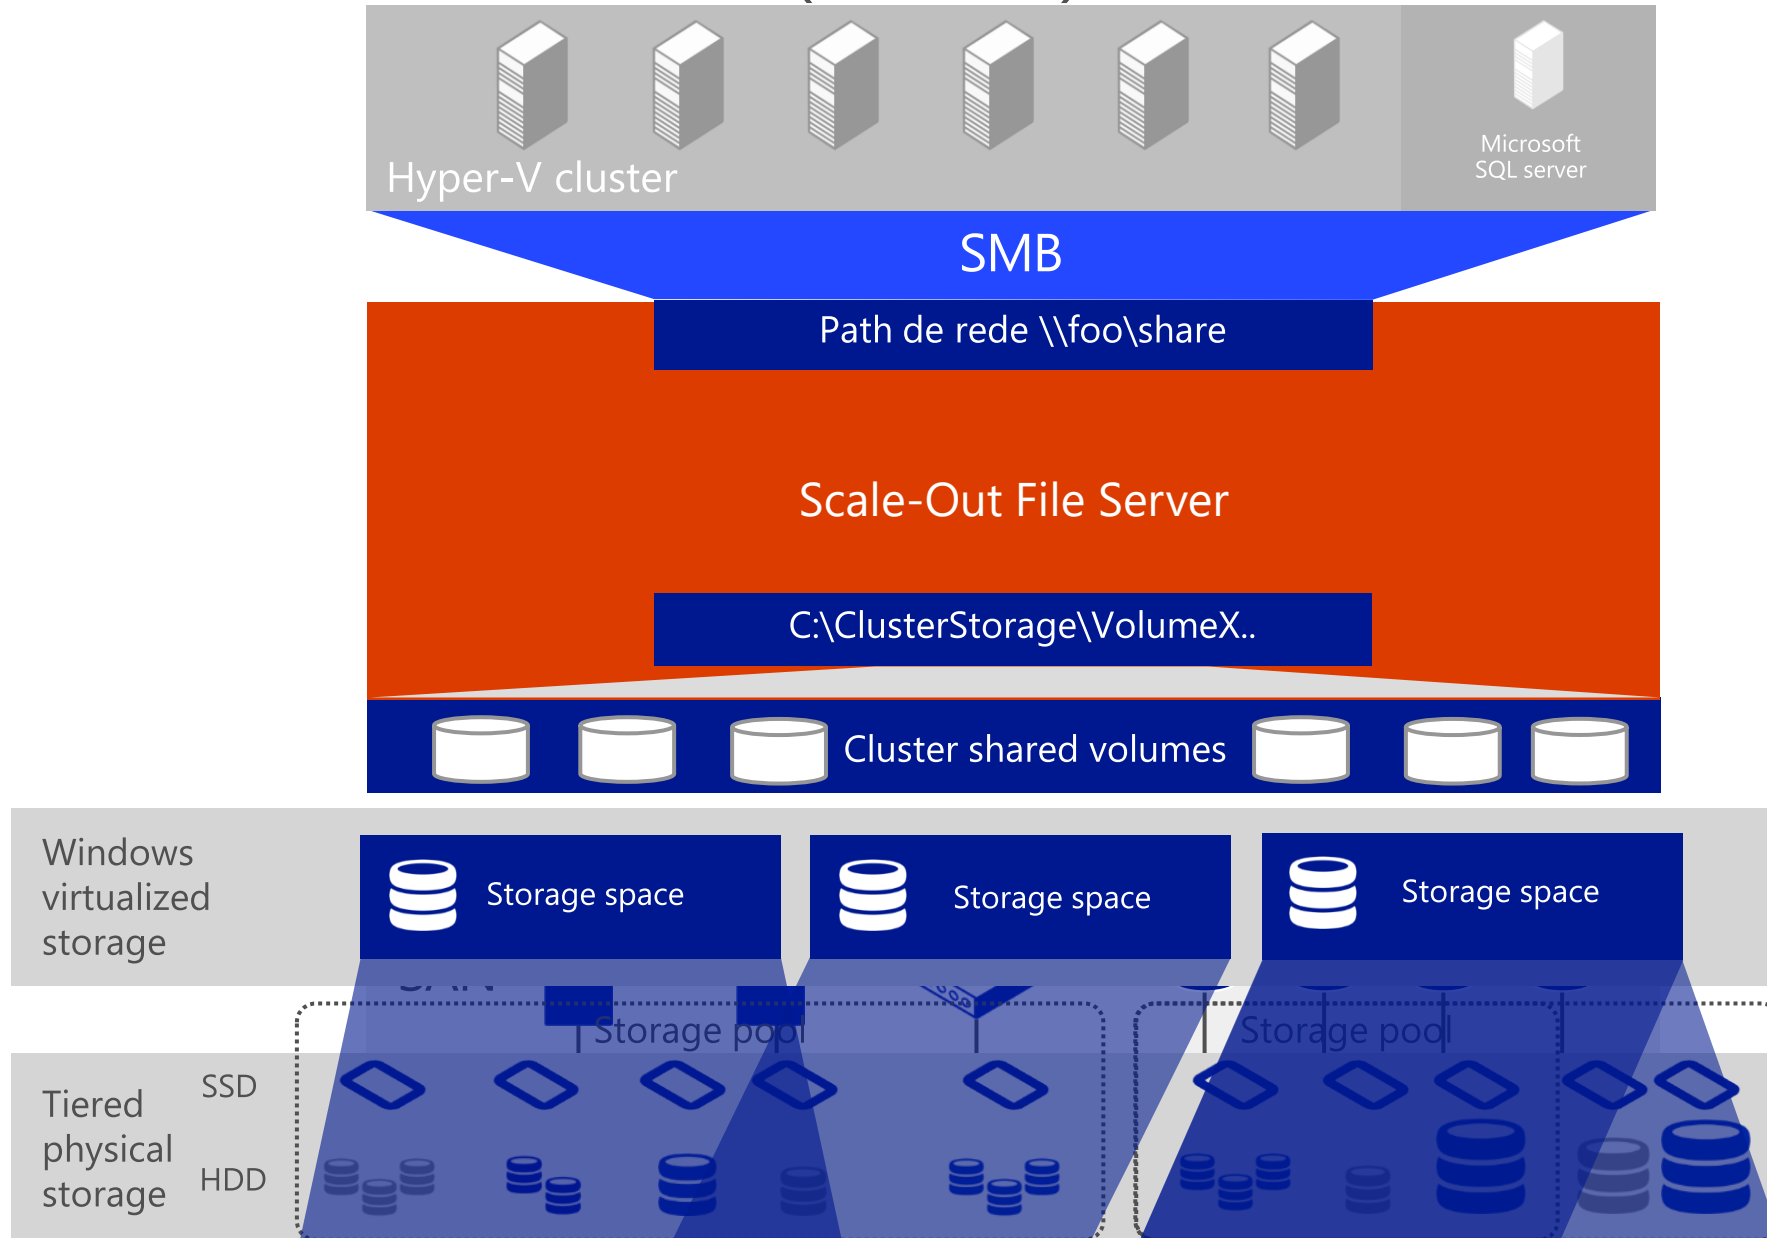 Microsoft
SQL server
Hyper-V cluster
SMB
Path de rede \\foo\share
Scale-Out File Server
C:\ClusterStorage\VolumeX..
Cluster shared volumes
Windows
virtualized
storage
Storage space
Storage space
Storage space
Storage pool
Storage pool
Tiered
physical
storage
SSD
HDD